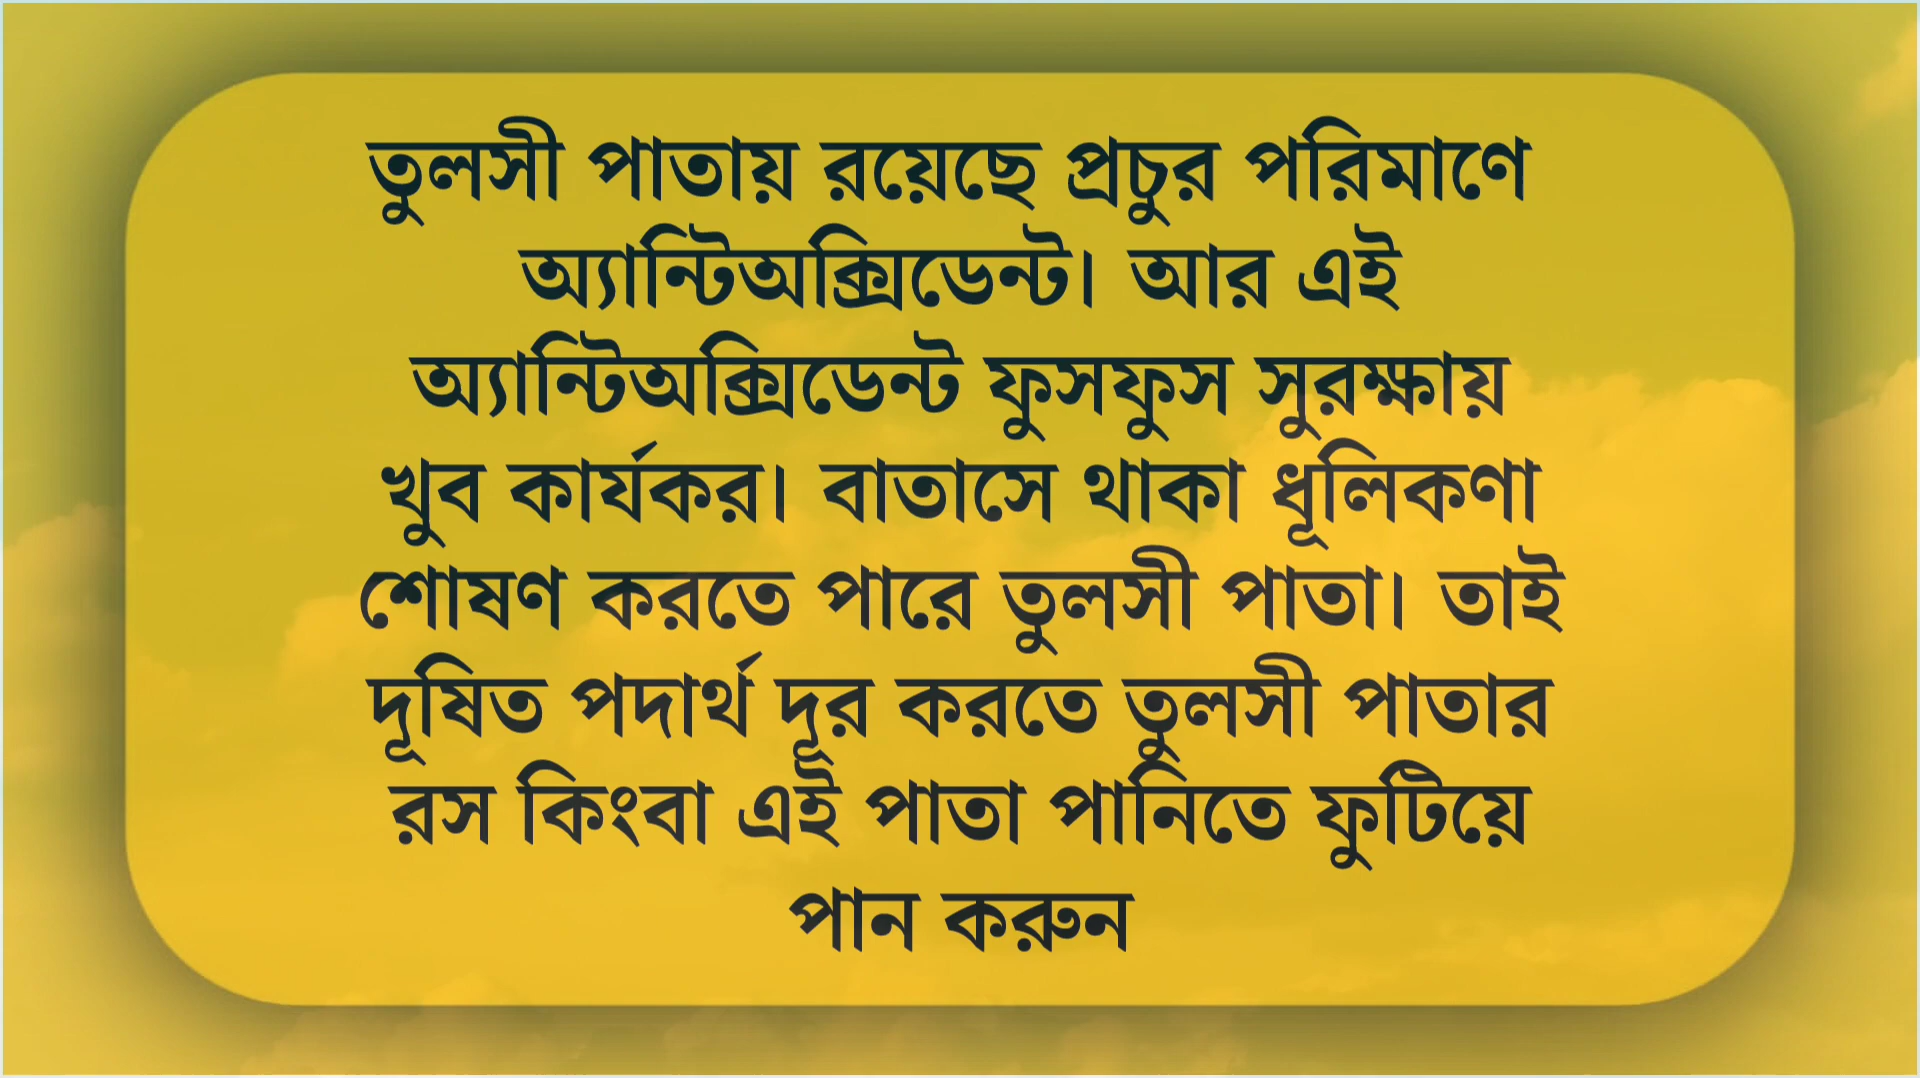 তুলসী পাতায় রয়েছে প্রচুর পরিমাণে
অ্যান্টিঅক্সিডেন্ট। আর এই
অ্যান্টিঅক্সিডেন্ট ফুসফুস সুরক্ষায়
খুব কার্যকর। বাতাসে থাকা ধূলিকণা
শোষণ করতে পারে তুলসী পাতা। তাই
দূষিত পদার্থ দূর করতে তুলসী পাতার
রস কিংবা এই পাতা পানিতে ফুটিয়ে
পান করুন